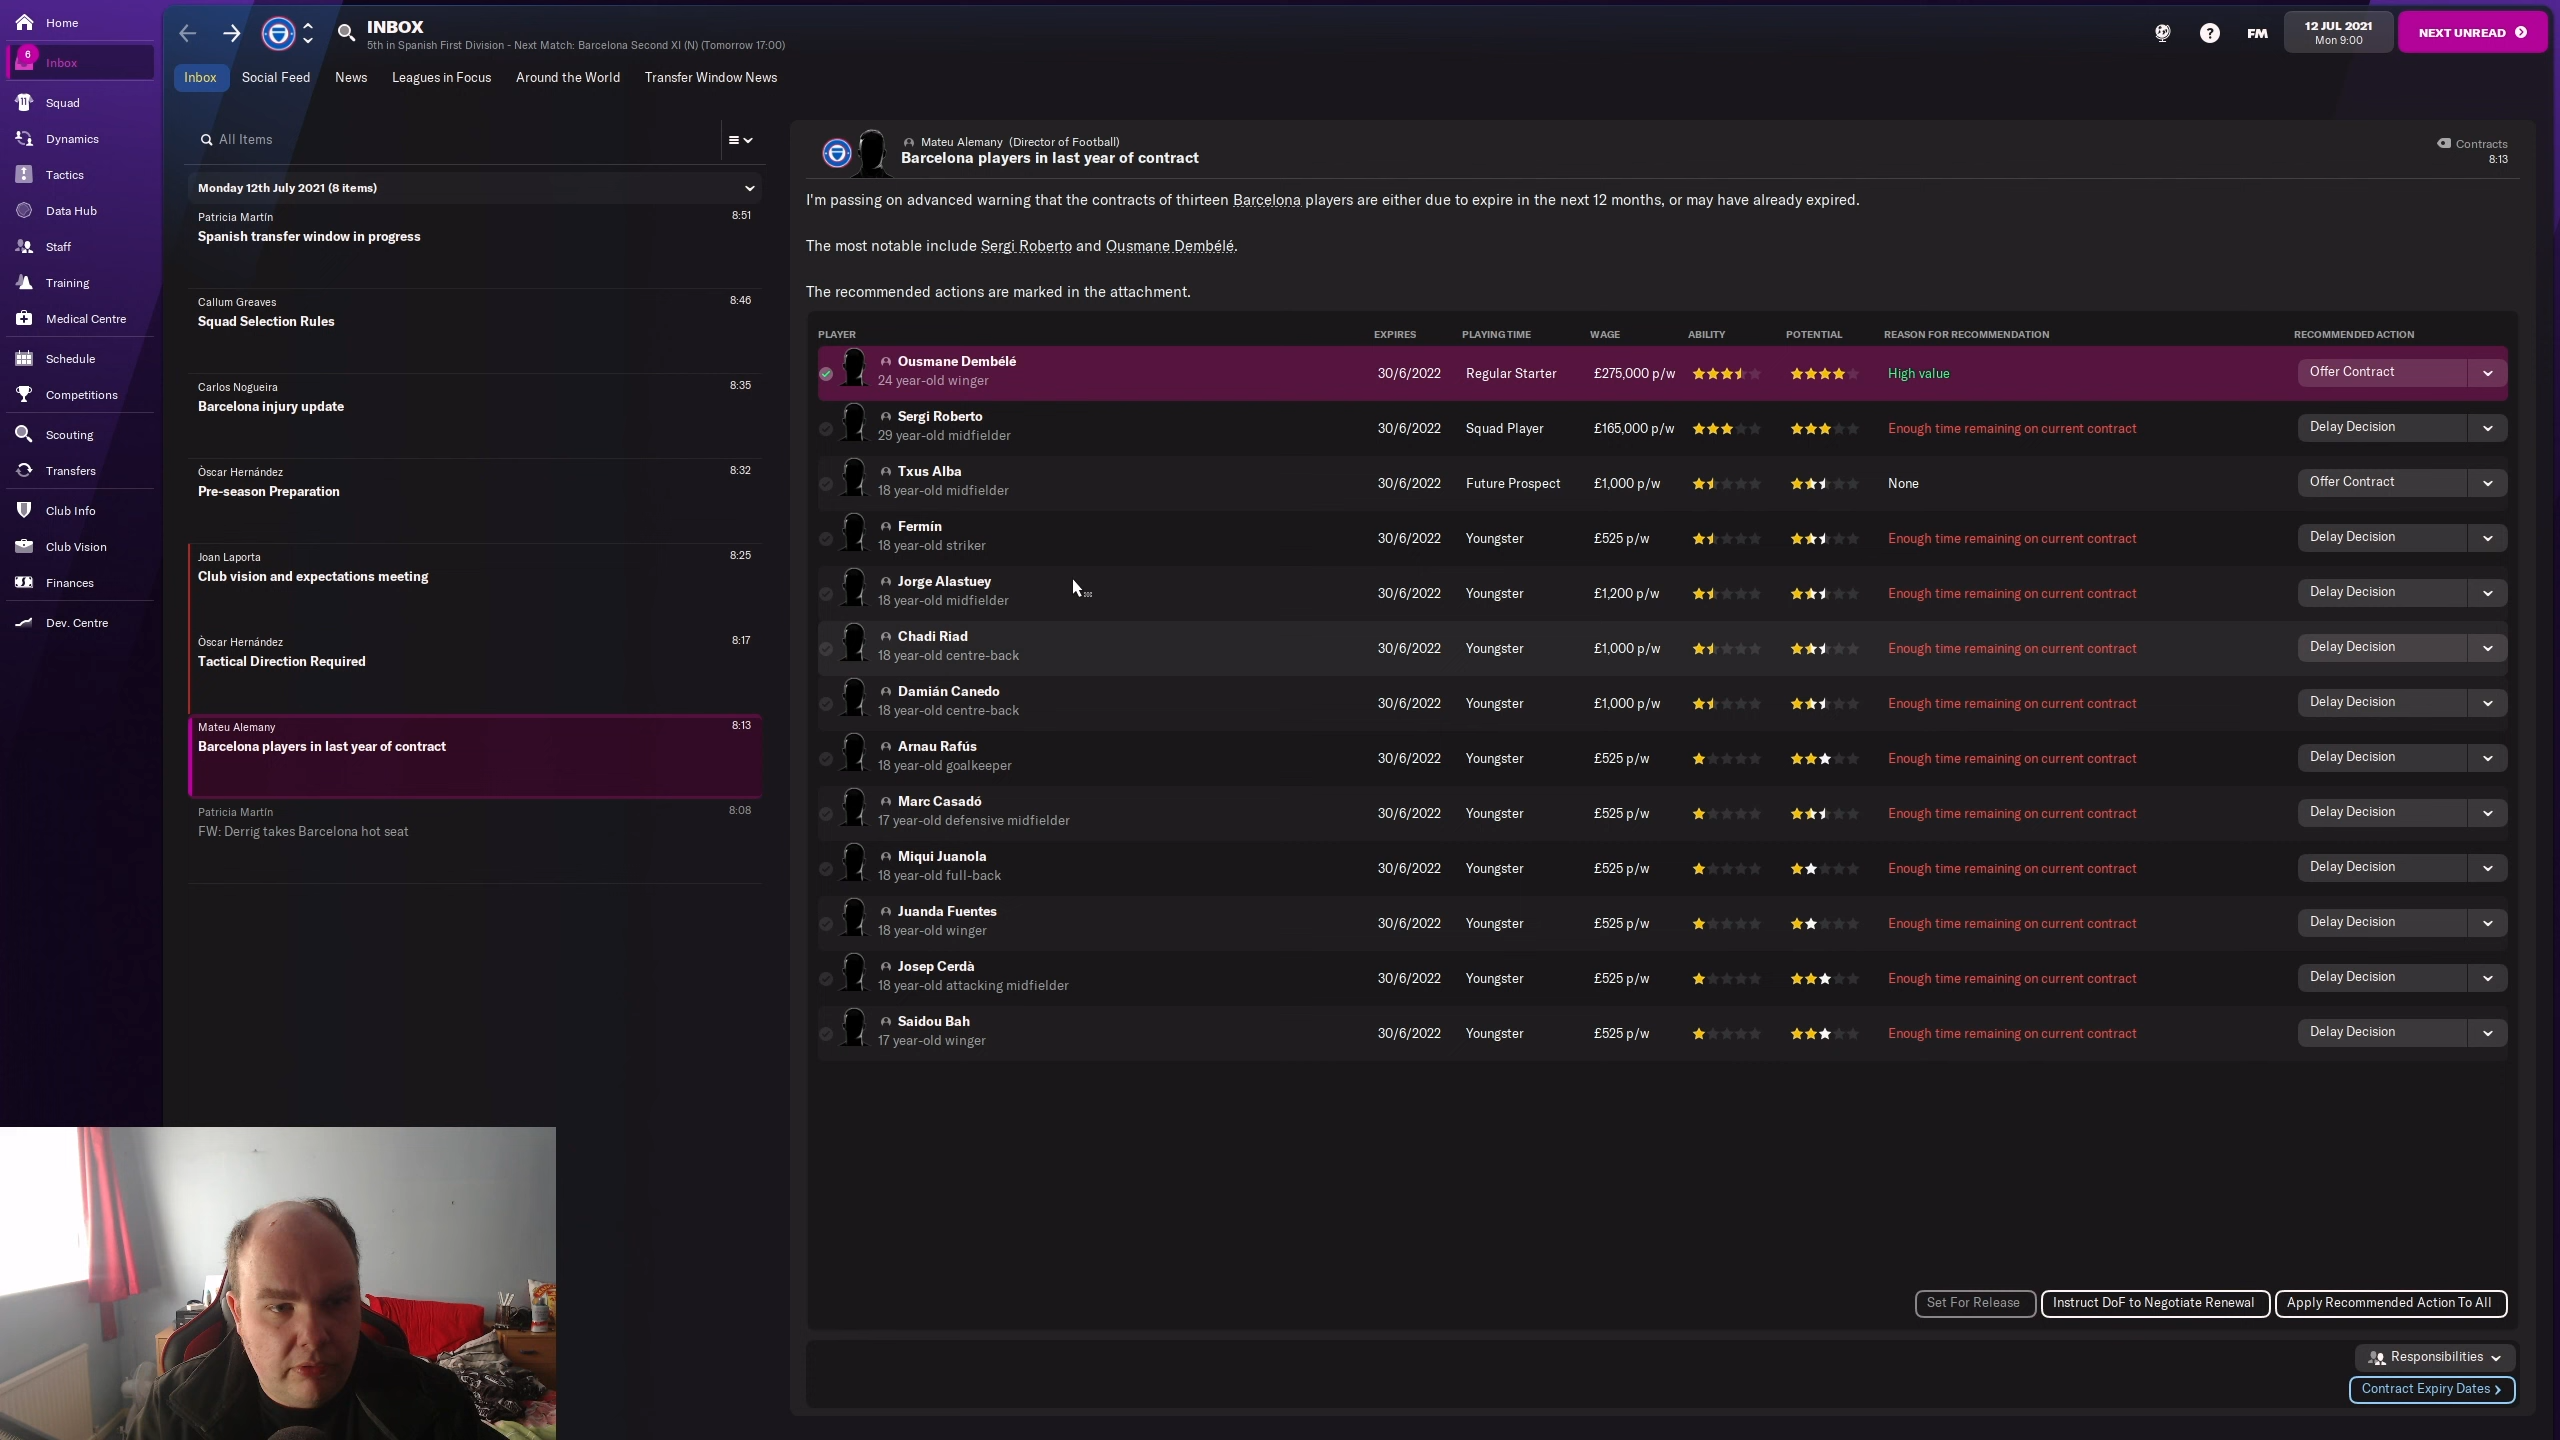 Home
6
Inbox
Squad
Dynamics
Tactics
Data Hub
Staff
Training
Medical Centre
Schedule
Competitions
Scouting
Transfers
Club Info
Club Vision
Finances
Dev. Centre
INBOX
5th in Spanish First Division - Next Match: Barcelona Second XI (N) (Tomorrow 17:00)
FM
12 JUL 2021
Mon 9:00
NEXT UNREAD
Inbox Social Feed News Leagues in Focus Around the World Transfer Window News
All Items
Monday 12th July 2021 (8 items)
Patricia Martín 8:51
Spanish transfer window in progress
Callum Greaves 8:46
Squad Selection Rules
Carlos Nogueira 8:35
Barcelona injury update
Òscar Hernández 8:32
Pre-season Preparation
Joan Laporta 8:25
Club vision and expectations meeting
Òscar Hernández 8:17
Tactical Direction Required
Mateu Alemany 8:13
Barcelona players in last year of contract
Patricia Martín 8:08
FW: Derrig takes Barcelona hot seat
Mateu Alemany (Director of Football)
Barcelona players in last year of contract
Contracts
8:13
I'm passing on advanced warning that the contracts of thirteen Barcelona players are either due to expire in the next 12 months, or may have already expired.
The most notable include Sergi Roberto and Ousmane Dembélé.
The recommended actions are marked in the attachment.
PLAYER EXPIRES PLAYING TIME WAGE ABILITY POTENTIAL REASON FOR RECOMMENDATION RECOMMENDED ACTION
Ousmane Dembélé
24 year-old winger
30/6/2022 Regular Starter £275,000 p/w High value Offer Contract
Sergi Roberto
29 year-old midfielder
30/6/2022 Squad Player £165,000 p/w Enough time remaining on current contract Delay Decision
Txus Alba
18 year-old midfielder
30/6/2022 Future Prospect £1,000 p/w None Offer Contract
Fermín
18 year-old striker
30/6/2022 Youngster £525 p/w Enough time remaining on current contract Delay Decision
Jorge Alastuey
18 year-old midfielder
30/6/2022 Youngster £1,200 p/w Enough time remaining on current contract Delay Decision
Chadi Riad
18 year-old centre-back
30/6/2022 Youngster £1,000 p/w Enough time remaining on current contract Delay Decision
Damián Canedo
18 year-old centre-back
30/6/2022 Youngster £1,000 p/w Enough time remaining on current contract Delay Decision
Arnau Rafús
18 year-old goalkeeper
30/6/2022 Youngster £525 p/w Enough time remaining on current contract Delay Decision
Marc Casadó
17 year-old defensive midfielder
30/6/2022 Youngster £525 p/w Enough time remaining on current contract Delay Decision
Miqui Juanola
18 year-old full-back
30/6/2022 Youngster £525 p/w Enough time remaining on current contract Delay Decision
Juanda Fuentes
18 year-old winger
30/6/2022 Youngster £525 p/w Enough time remaining on current contract Delay Decision
Josep Cerdà
18 year-old attacking midfielder
30/6/2022 Youngster £525 p/w Enough time remaining on current contract Delay Decision
Saidou Bah
17 year-old winger
30/6/2022 Youngster £525 p/w Enough time remaining on current contract Delay Decision
Set For Release Instruct DoF to Negotiate Renewal Apply Recommended Action To All
Responsibilities
Contract Expiry Dates